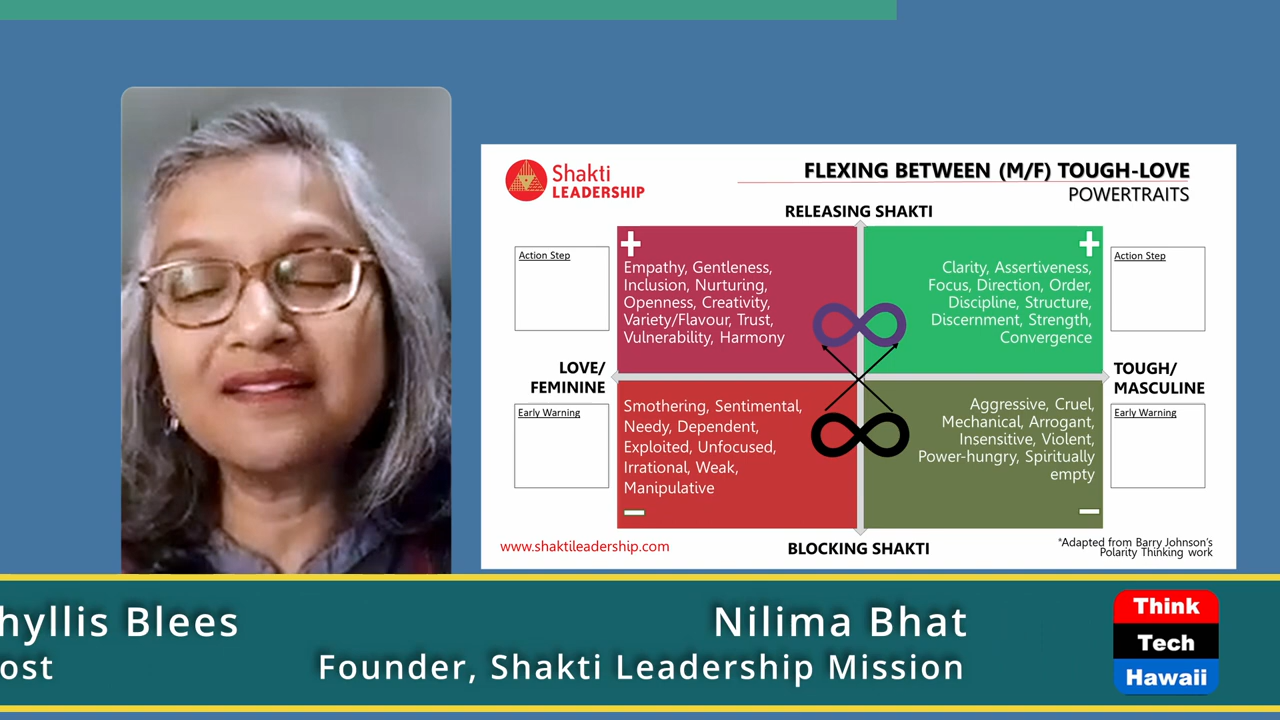 Shakti
LEADERSHIP
FLEXING BETWEEN (M/F) TOUGH-LOVE
POWERTRAITS
RELEASING SHAKTI
Action Step
+
Empathy, Gentleness,
Inclusion, Nurturing,
Openness, Creativity,
Variety/Flavour, Trust,
Vulnerability, Harmony
+
Clarity, Assertiveness,
Focus, Direction, Order,
Discipline, Structure,
Discernment, Strength,
Convergence
Action Step
LOVE/
FEMININE
TOUGH/
MASCULINE
Early Warning
Smothering, Sentimental,
Needy, Dependent,
Exploited, Unfocused,
Irrational, Weak,
Manipulative
–
Aggressive, Cruel,
Mechanical, Arrogant,
Insensitive, Violent,
Power-hungry, Spiritually
empty
–
Early Warning
www.shaktileadership.com
BLOCKING SHAKTI
*Adapted from Barry Johnson's
Polarity Thinking work
hyllis Blees
ost
Nilima Bhat
Founder, Shakti Leadership Mission
Think
Tech
Hawaii